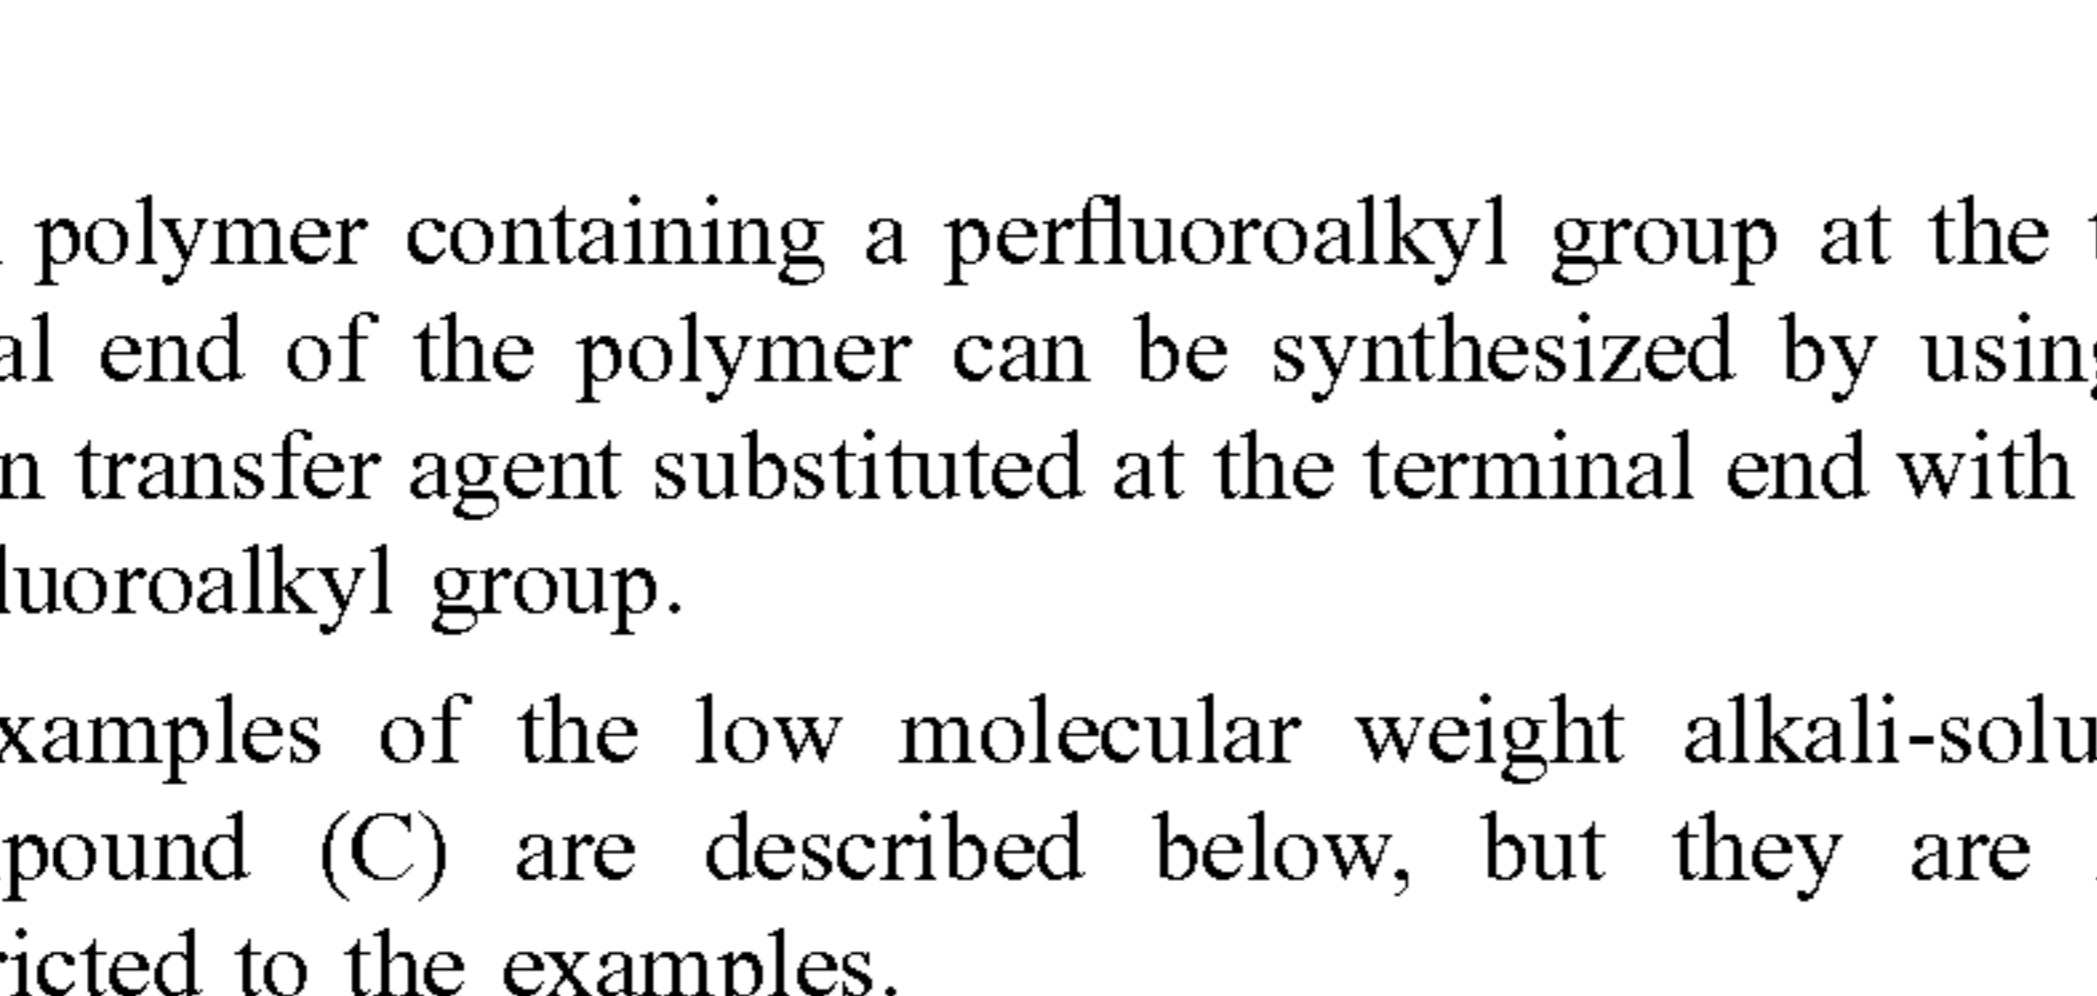 polymer containing a perfluoroalkyl group at the
al end of the polymer can be synthesized by using
n transfer agent substituted at the terminal end with
luoroalkyl group.
xamples of the low molecular weight alkali-solu
pound (C) are described below, but they are
ricted to the examples.